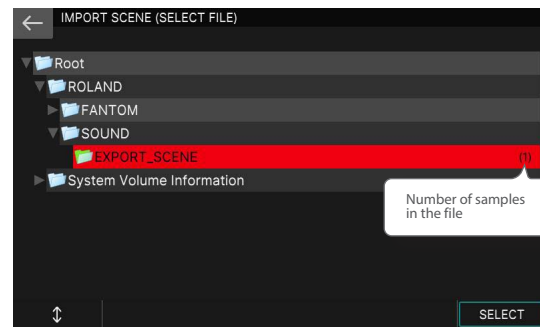 IMPORT SCENE (SELECT FILE)
Root
ROLAND
FANTOM
SOUND
EXPORT_SCENE (1)
System Volume Information
Number of samples
in the file
SELECT